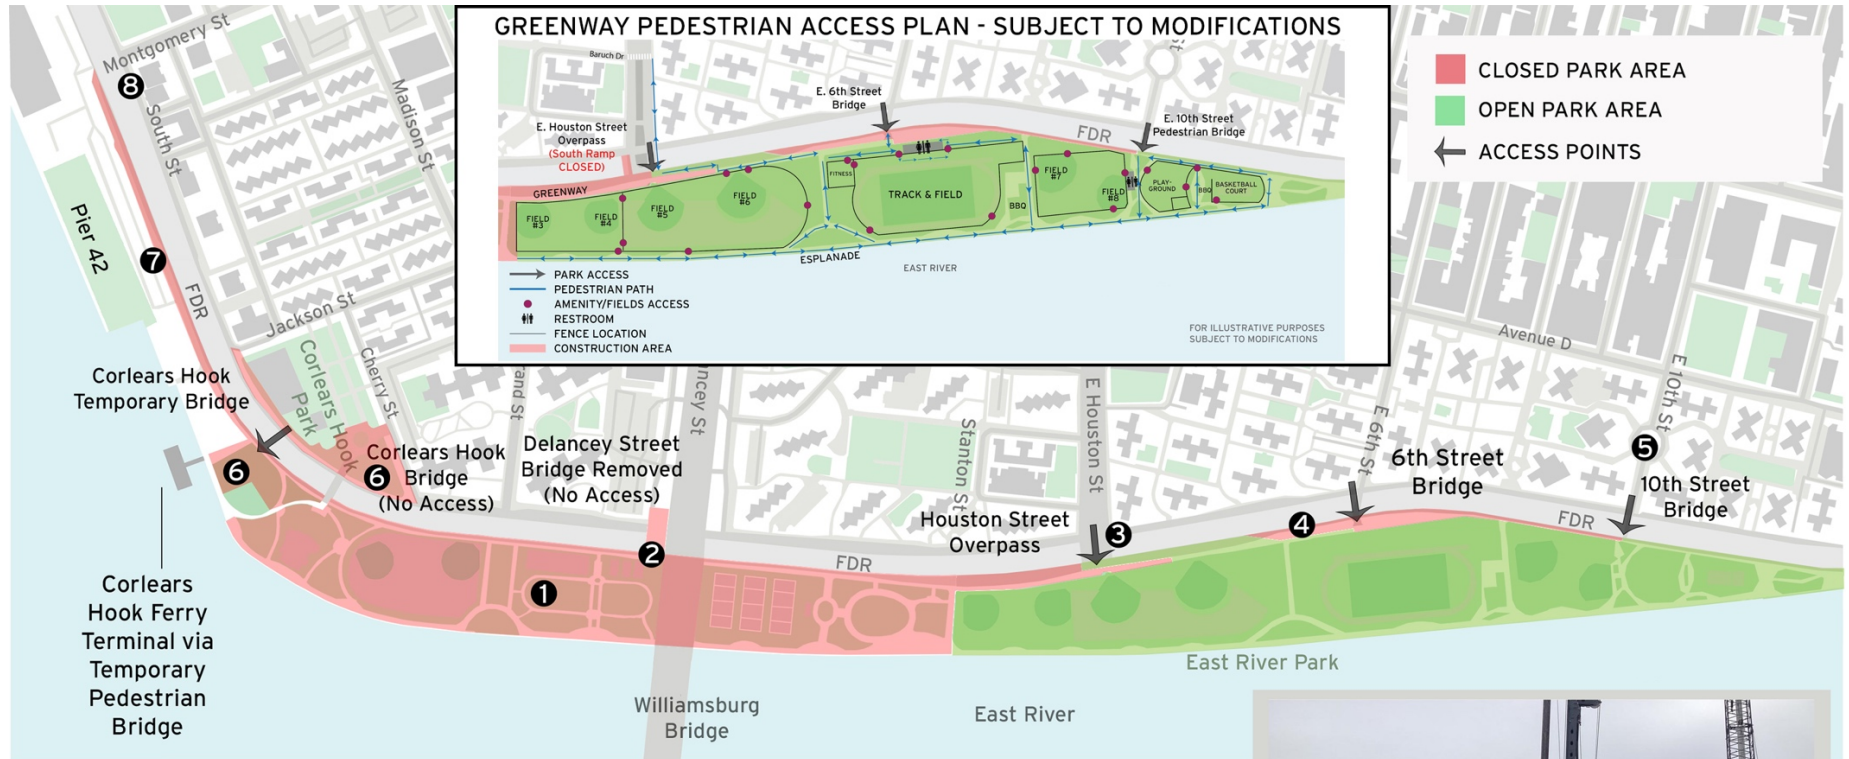 GREENWAY PEDESTRIAN ACCESS PLAN - SUBJECT TO MODIFICATIONS
Baruch Dr
E. 6th Street
Bridge
E. Houston Street
Overpass
(South Ramp
CLOSED)
E. 10th Street
Pedestrian Bridge
FDR
GREENWAY
FIELD
#3
FIELD
#4
FIELD
#5
FIELD
#6
FITNESS
TRACK & FIELD
BBQ
FIELD
#7
FIELD
#8
PLAY-
GROUND
BBQ
BASKETBALL
COURT
ESPLANADE
EAST RIVER
PARK ACCESS
PEDESTRIAN PATH
AMENITY/FIELDS ACCESS
RESTROOM
FENCE LOCATION
CONSTRUCTION AREA
FOR ILLUSTRATIVE PURPOSES
SUBJECT TO MODIFICATIONS
St
CLOSED PARK AREA
OPEN PARK AREA
ACCESS POINTS
Montgomery St
8
South St
Madison St
Pier 42
7
FDR
Jackson St
Corlears Hook
Park
Cherry St
Corlears Hook
Temporary Bridge
6
6
Corlears Hook
Bridge
(No Access)
Corlears
Hook Ferry
Terminal via
Temporary
Pedestrian
Bridge
and St
Delancey Street
Bridge Removed
(No Access)
ncey St
1
2
FDR
Williamsburg
Bridge
East River
Stanton St
Houston Street
Overpass
E Houston St
3
4
6th Street
Bridge
E 6th St
Avenue D
E 10th St
5
10th Street
Bridge
FDR
East River Park